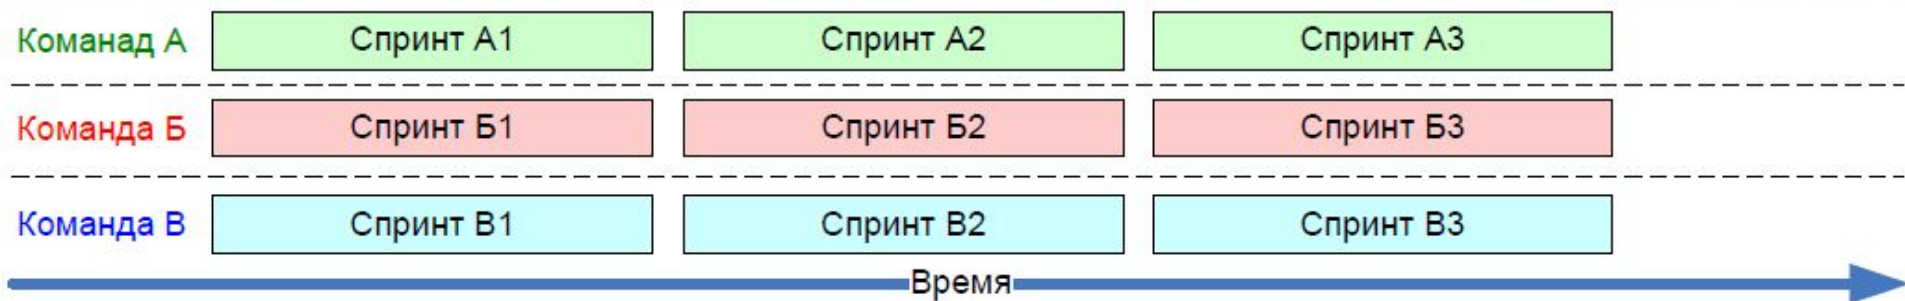 Команад А Спринт А1 Спринт А2 Спринт А3
Команда Б Спринт Б1 Спринт Б2 Спринт Б3
Команда В Спринт В1 Спринт В2 Спринт В3
Время